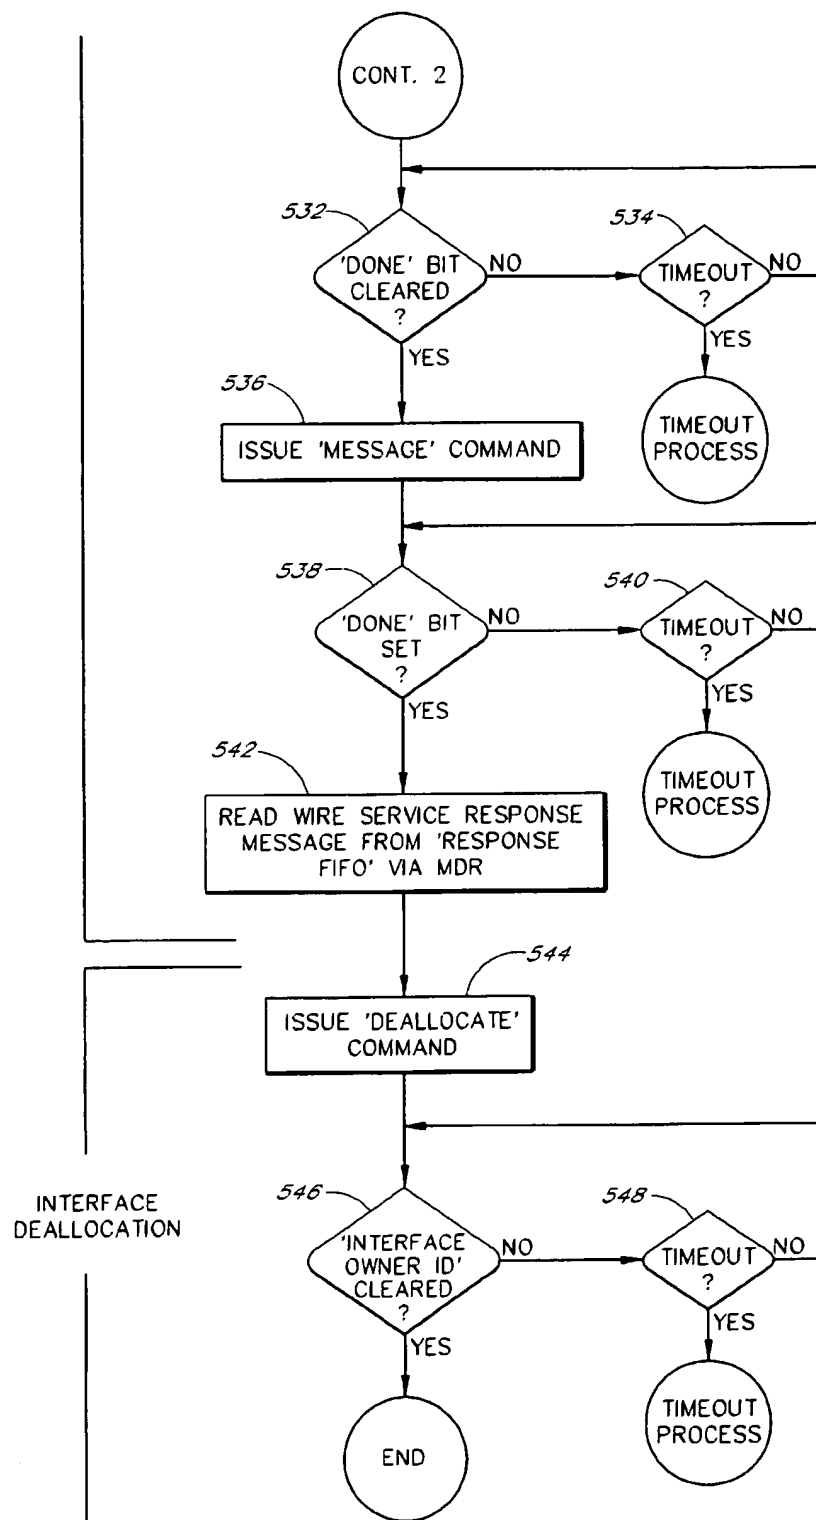 CONT. 2
532
534
'DONE' BIT
CLEARED
?
NO
TIMEOUT
?
NO
YES
YES
536
ISSUE 'MESSAGE' COMMAND
TIMEOUT
PROCESS
538
540
'DONE' BIT
SET
?
NO
TIMEOUT
?
NO
YES
YES
542
READ WIRE SERVICE RESPONSE
MESSAGE FROM 'RESPONSE
FIFO' VIA MDR
TIMEOUT
PROCESS
544
ISSUE 'DEALLOCATE'
COMMAND
INTERFACE
DEALLOCATION
546
548
'INTERFACE
OWNER ID'
CLEARED
?
NO
TIMEOUT
?
NO
YES
YES
END
TIMEOUT
PROCESS